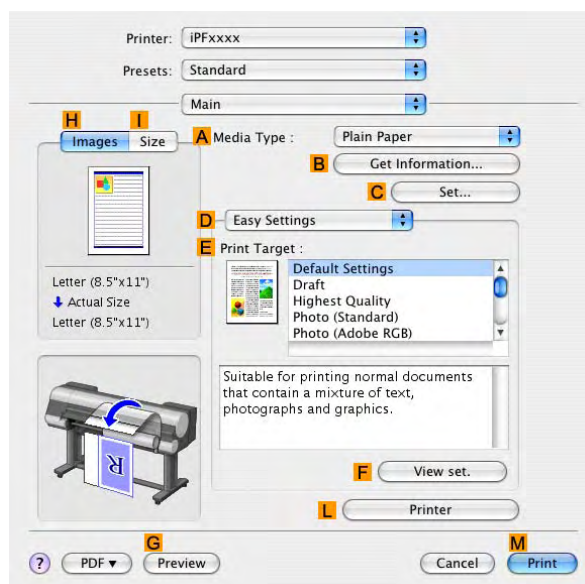 Printer: iPFxxxx
Presets: Standard
Main
H I
Images Size
A Media Type : Plain Paper
B Get Information...
C Set...
D Easy Settings
E Print Target :
Default Settings
Draft
Highest Quality
Photo (Standard)
Photo (Adobe RGB)
Letter (8.5"x11")
Actual Size
Letter (8.5"x11")
Suitable for printing normal documents
that contain a mixture of text,
photographs and graphics.
R
F View set.
L Printer
G M
? PDF▼ Preview Cancel Print